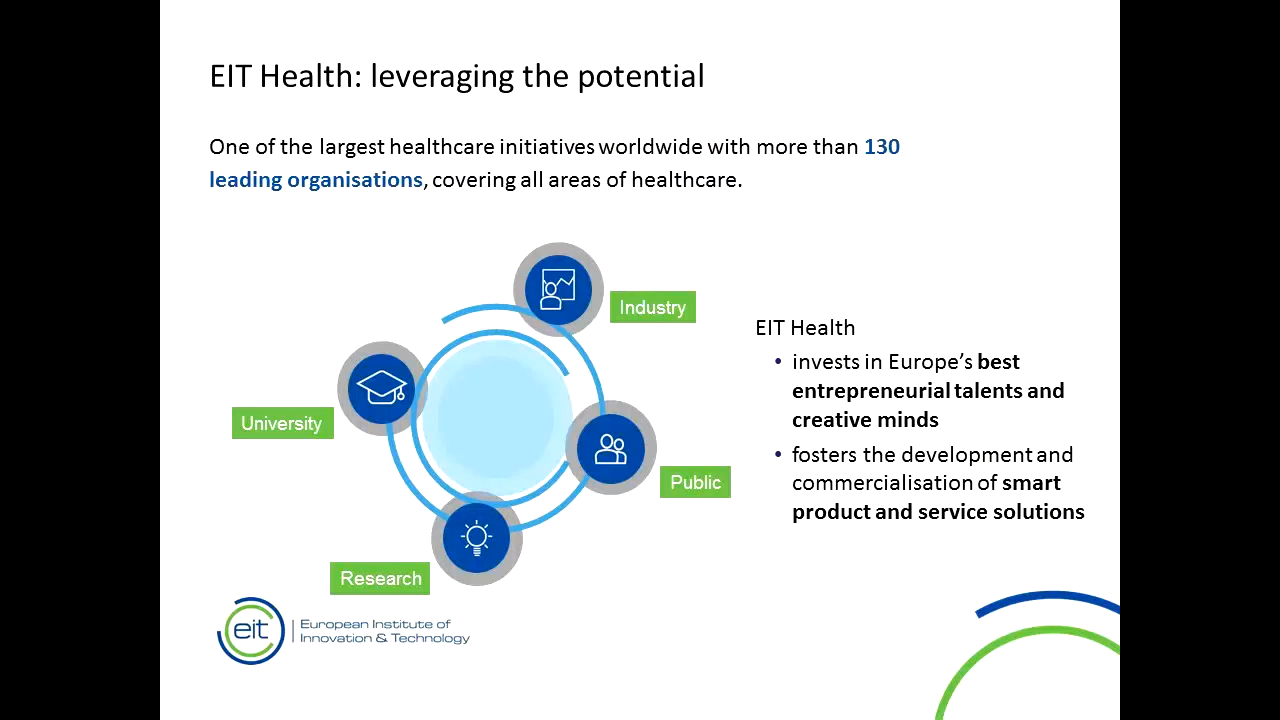 EIT Health: leveraging the potential
One of the largest healthcare initiatives worldwide with more than 130
leading organisations, covering all areas of healthcare.
Industry
University
Public
Research
EIT Health
• invests in Europe's best
entrepreneurial talents and
creative minds
• fosters the development and
commercialisation of smart
product and service solutions
eit
European Institute of
Innovation & Technology